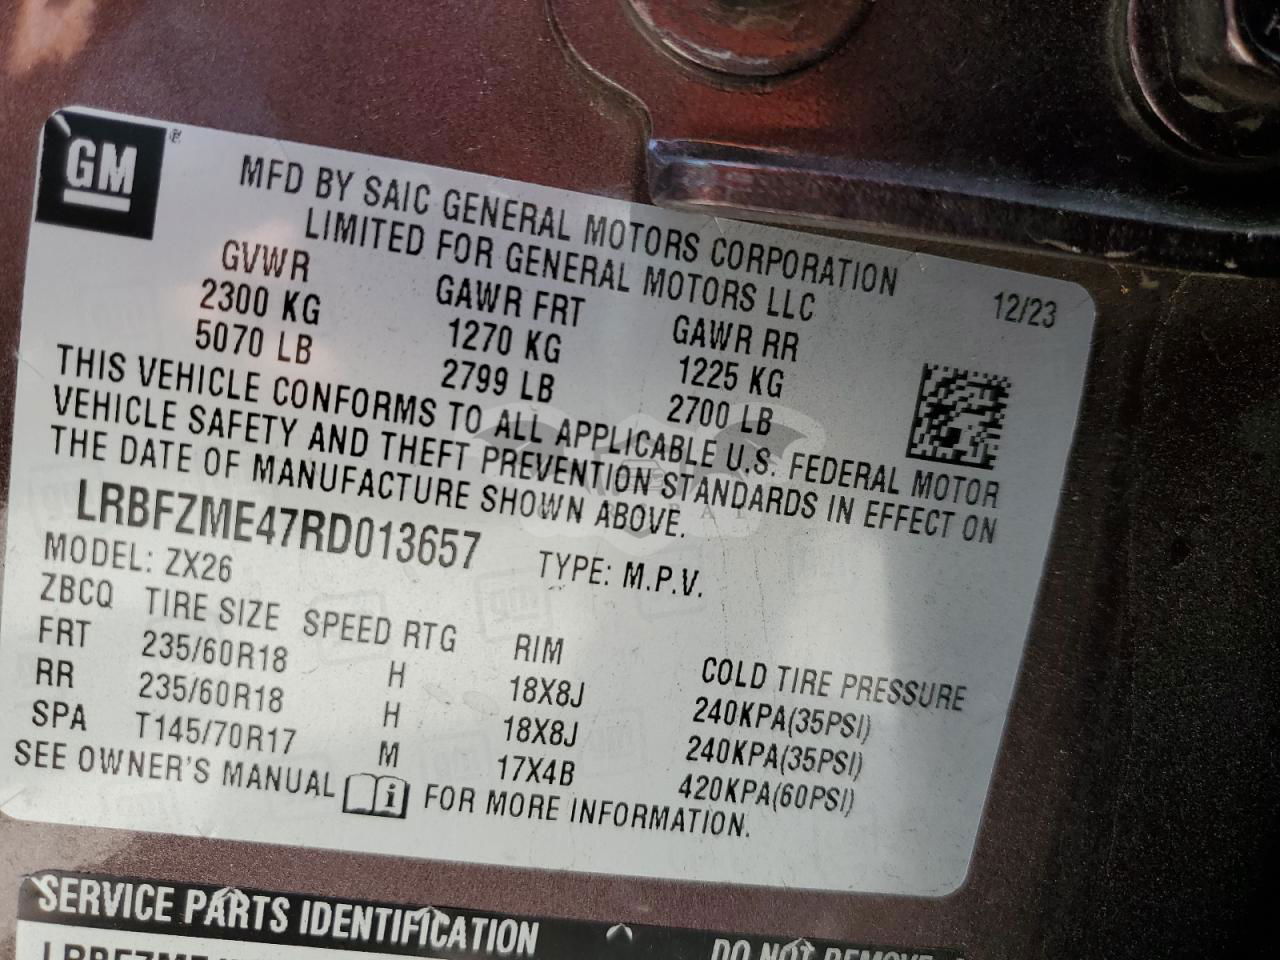 GM ®
MFD BY SAIC GENERAL MOTORS CORPORATION
LIMITED FOR GENERAL MOTORS LLC
12/23
GVWR GAWR FRT GAWR RR
2300 KG 1270 KG 1225 KG
5070 LB 2799 LB 2700 LB
THIS VEHICLE CONFORMS TO ALL APPLICABLE U.S. FEDERAL MOTOR
VEHICLE SAFETY AND THEFT PREVENTION STANDARDS IN EFFECT ON
THE DATE OF MANUFACTURE SHOWN ABOVE.
LRBFZME47RD013657 TYPE: M.P.V.
MODEL: ZX26
ZBCQ TIRE SIZE SPEED RTG RIM COLD TIRE PRESSURE
FRT 235/60R18 H 18X8J 240KPA(35PSI)
RR 235/60R18 H 18X8J 240KPA(35PSI)
SPA T145/70R17 M 17X4B 420KPA(60PSI)
SEE OWNER'S MANUAL i FOR MORE INFORMATION.
SERVICE PARTS IDENTIFICATION DO NOT REMOVE